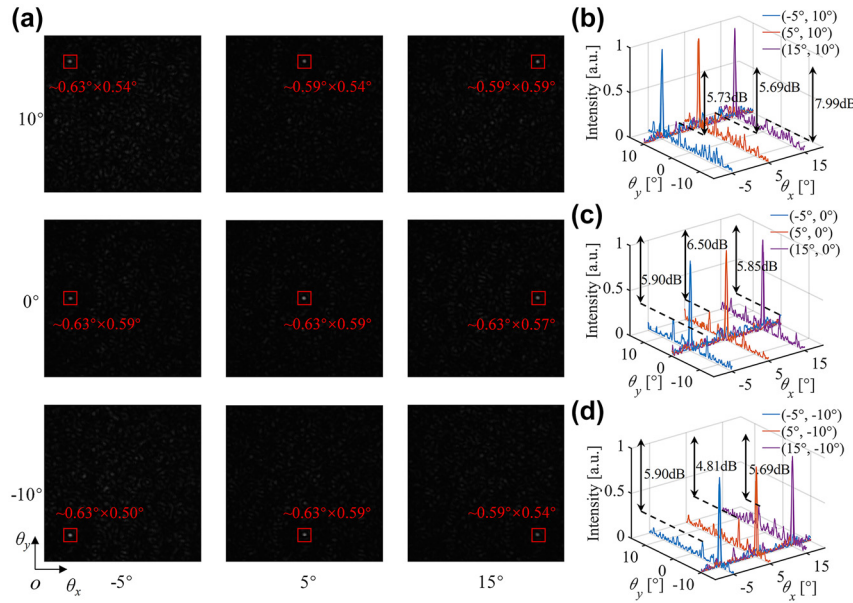 (a)
10°
~0.63°×0.54°
~0.59°×0.54°
~0.59°×0.59°
0°
~0.63°×0.59°
~0.63°×0.59°
~0.63°×0.57°
-10°
~0.63°×0.50°
~0.63°×0.59°
~0.59°×0.54°
θy
o θx
-5°
5°
15°
(b)
(-5°, 10°)
(5°, 10°)
(15°, 10°)
Intensity [a.u.]
1
0.5
0
5.73dB
5.69dB
7.99dB
10
0
-10
θy [°]
-5
5
15
θx [°]
(c)
(-5°, 0°)
(5°, 0°)
(15°, 0°)
Intensity [a.u.]
1
0.5
0
5.90dB
6.50dB
5.85dB
10
0
-10
θy [°]
-5
5
15
θx [°]
(d)
(-5°, -10°)
(5°, -10°)
(15°, -10°)
Intensity [a.u.]
1
0.5
0
5.90dB
4.81dB
5.69dB
10
0
-10
θy [°]
-5
5
15
θx [°]